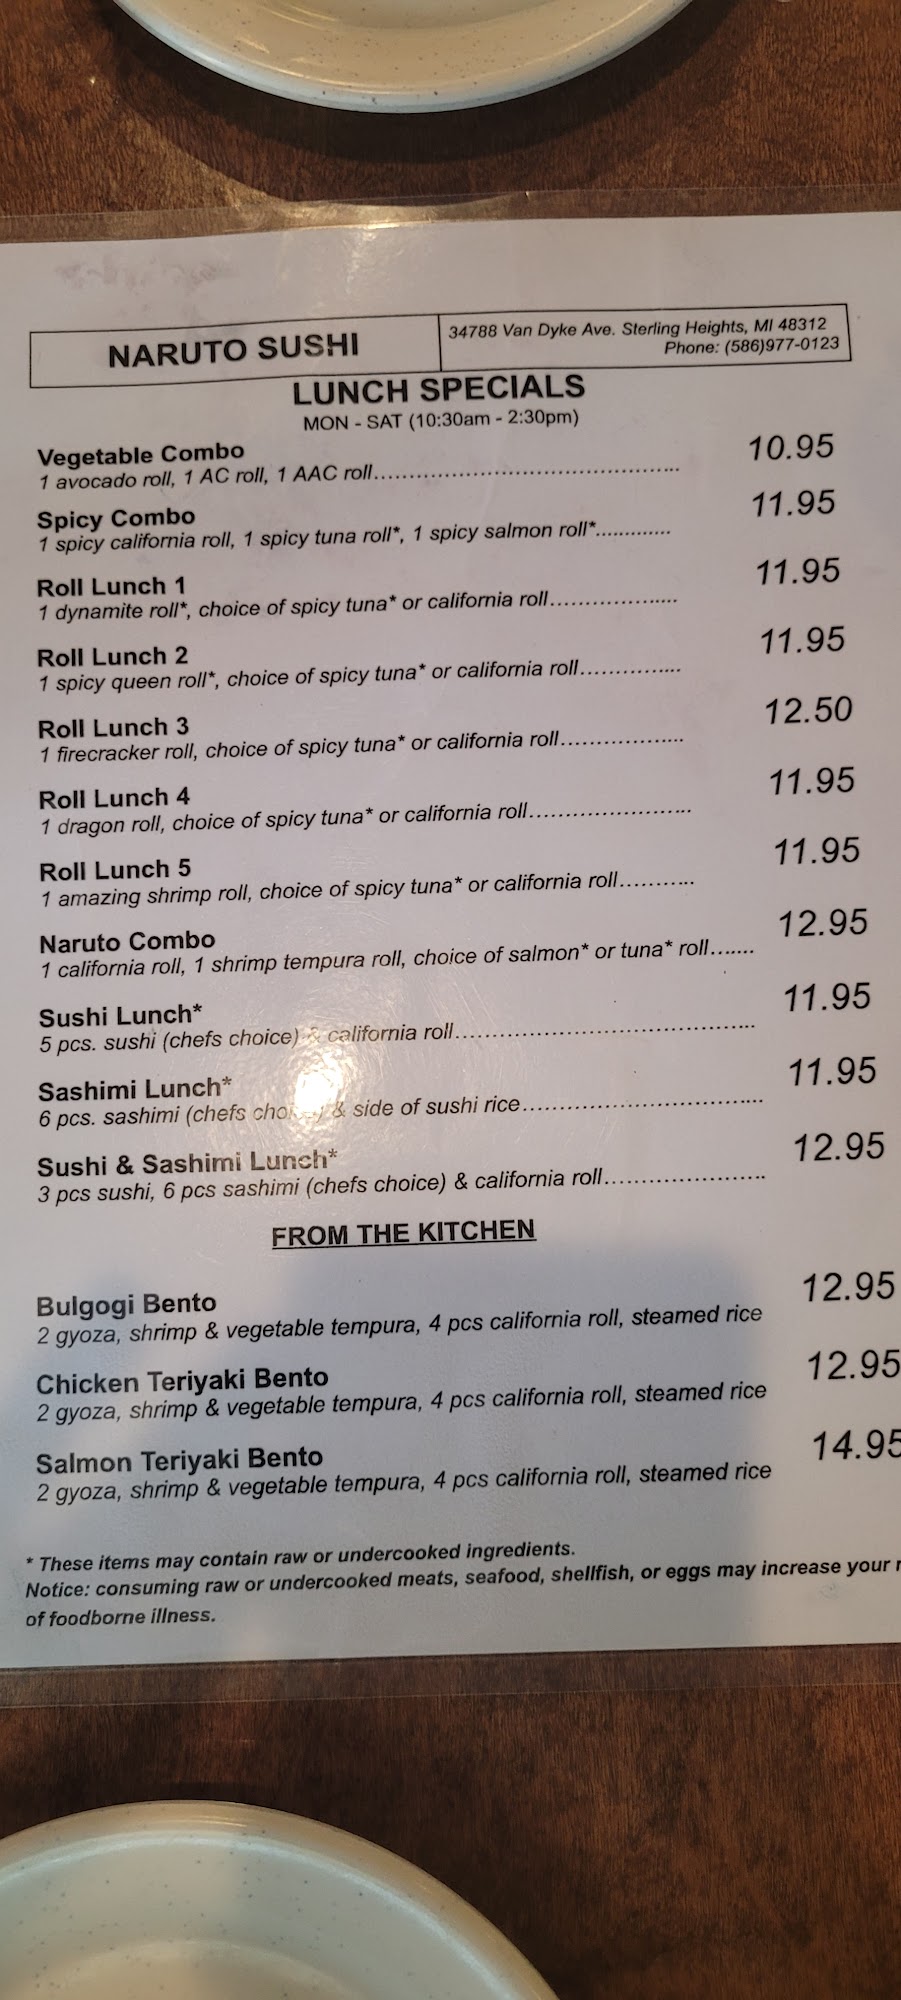 NARUTO SUSHI
34788 Van Dyke Ave. Sterling Heights, MI 48312
Phone: (586)977-0123
LUNCH SPECIALS
MON - SAT (10:30am - 2:30pm)
Vegetable Combo 10.95
1 avocado roll, 1 AC roll, 1 AAC roll
Spicy Combo 11.95
1 spicy california roll, 1 spicy tuna roll*, 1 spicy salmon roll*
Roll Lunch 1 11.95
1 dynamite roll*, choice of spicy tuna* or california roll
Roll Lunch 2 11.95
1 spicy queen roll*, choice of spicy tuna* or california roll
Roll Lunch 3 12.50
1 firecracker roll, choice of spicy tuna* or california roll
Roll Lunch 4 11.95
1 dragon roll, choice of spicy tuna* or california roll
Roll Lunch 5 11.95
1 amazing shrimp roll, choice of spicy tuna* or california roll
Naruto Combo 12.95
1 california roll, 1 shrimp tempura roll, choice of salmon* or tuna* roll
Sushi Lunch* 11.95
5 pcs. sushi (chefs choice) & california roll
Sashimi Lunch* 11.95
6 pcs. sashimi (chefs choice) & side of sushi rice
Sushi & Sashimi Lunch* 12.95
3 pcs sushi, 6 pcs sashimi (chefs choice) & california roll
FROM THE KITCHEN
Bulgogi Bento 12.95
2 gyoza, shrimp & vegetable tempura, 4 pcs california roll, steamed rice
Chicken Teriyaki Bento 12.95
2 gyoza, shrimp & vegetable tempura, 4 pcs california roll, steamed rice
Salmon Teriyaki Bento 14.95
2 gyoza, shrimp & vegetable tempura, 4 pcs california roll, steamed rice
* These items may contain raw or undercooked ingredients.
Notice: consuming raw or undercooked meats, seafood, shellfish, or eggs may increase your
of foodborne illness.